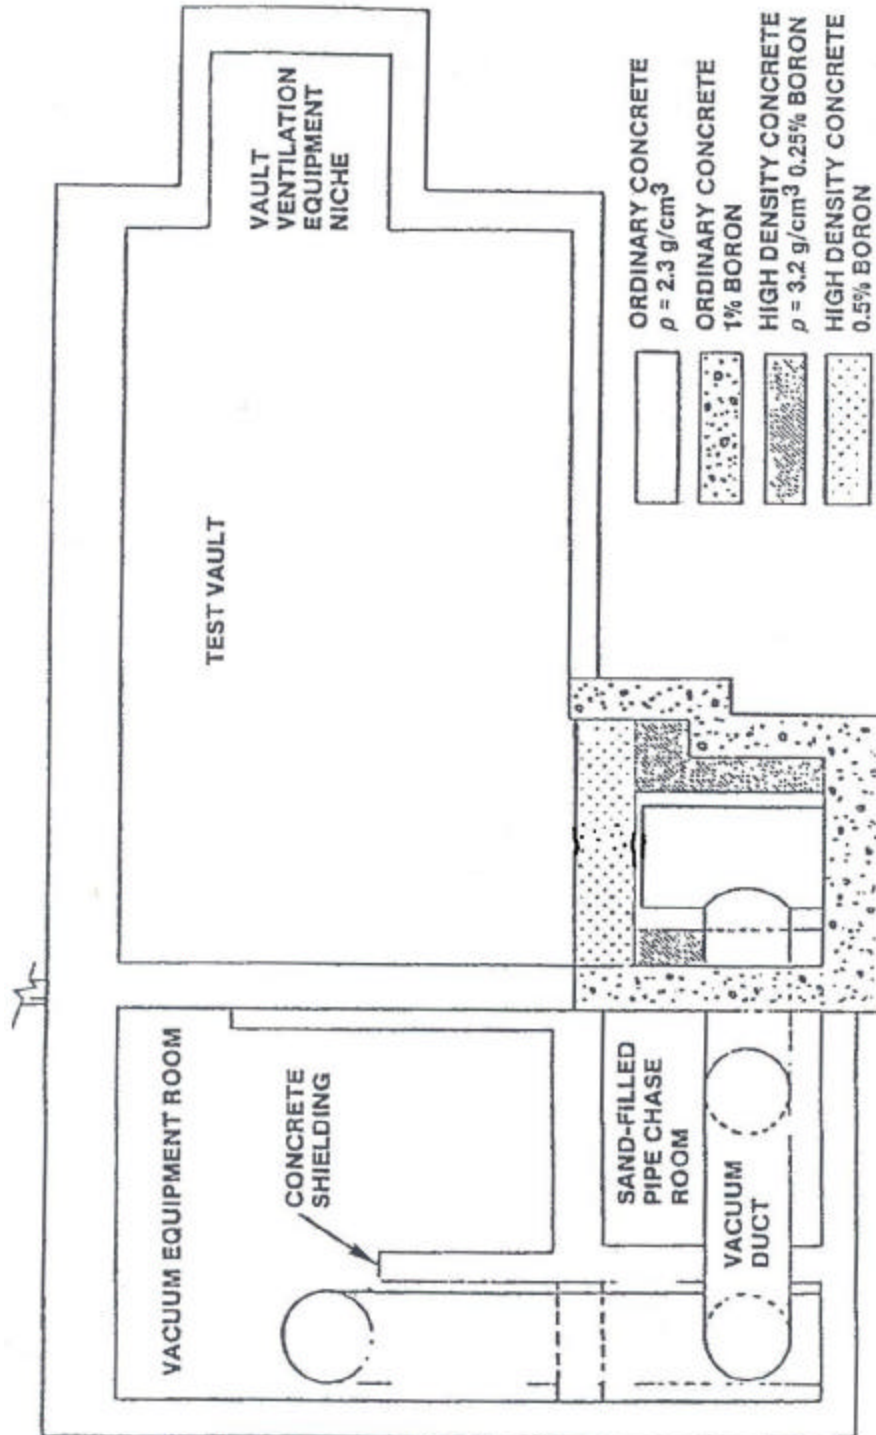 VACUUM EQUIPMENT ROOM
CONCRETE
SHIELDING
SAND-FILLED
PIPE CHASE
ROOM
VACUUM
DUCT
TEST VAULT
VAULT
VENTILATION
EQUIPMENT
NICHE
ORDINARY CONCRETE
ρ = 2.3 g/cm³
ORDINARY CONCRETE
1% BORON
HIGH DENSITY CONCRETE
ρ = 3.2 g/cm³ 0.25% BORON
HIGH DENSITY CONCRETE
0.5% BORON